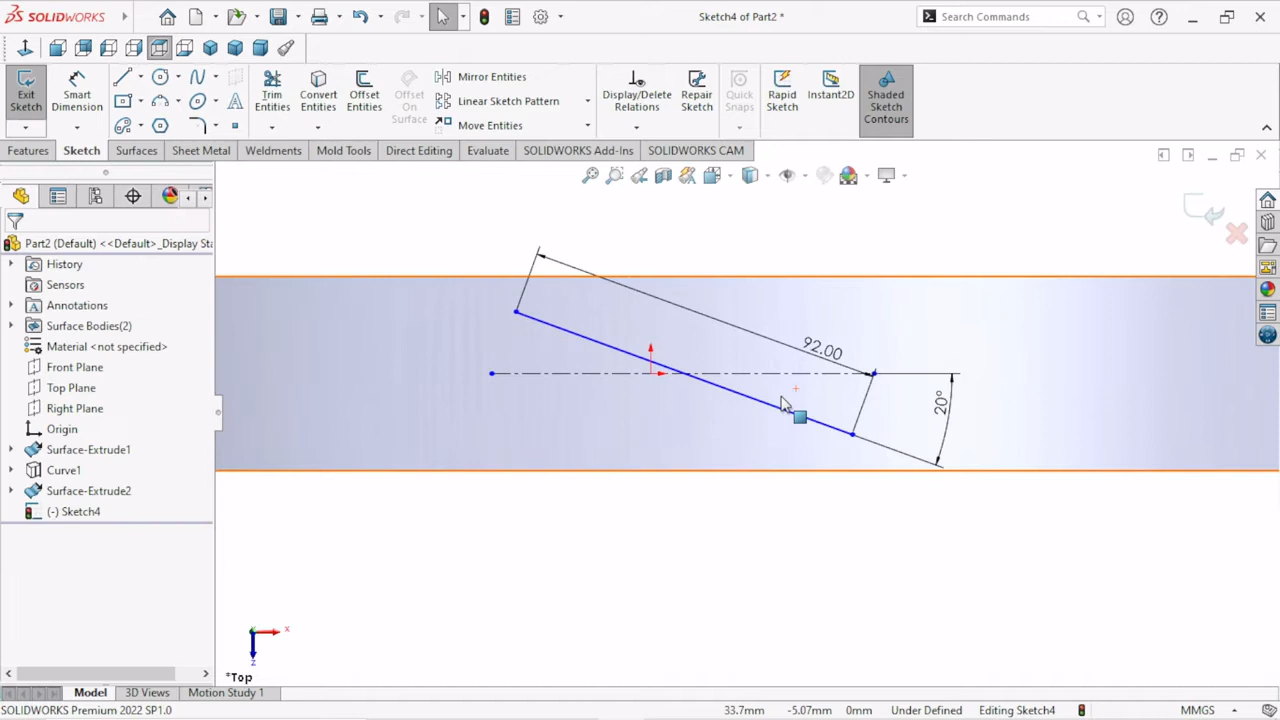 SOLIDWORKS
Sketch4 of Part2 *
Search Commands
Exit Sketch
Smart Dimension
Trim Entities
Convert Entities
Offset Entities
Offset On Surface
Mirror Entities
Linear Sketch Pattern
Move Entities
Display/Delete Relations
Repair Sketch
Quick Snaps
Rapid Sketch
Instant2D
Shaded Sketch Contours
Features
Sketch
Surfaces
Sheet Metal
Weldments
Mold Tools
Direct Editing
Evaluate
SOLIDWORKS Add-Ins
SOLIDWORKS CAM
Part2 (Default) <<Default>_Display Sta
History
Sensors
Annotations
Surface Bodies(2)
Material <not specified>
Front Plane
Top Plane
Right Plane
Origin
Surface-Extrude1
Curve1
Surface-Extrude2
(-) Sketch4
92.00
20°
x
z
*Top
Model
3D Views
Motion Study 1
SOLIDWORKS Premium 2022 SP1.0
33.7mm
-5.07mm
0mm
Under Defined
Editing Sketch4
MMGS